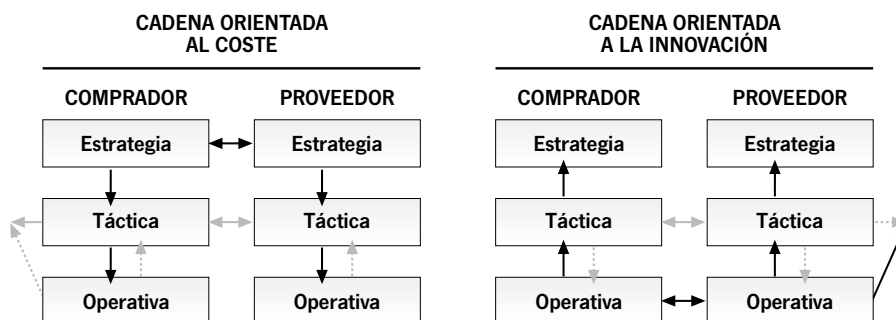 CADENA ORIENTADA
AL COSTE
COMPRADOR PROVEEDOR
Estrategia Estrategia
Táctica Táctica
Operativa Operativa
CADENA ORIENTADA
A LA INNOVACIÓN
COMPRADOR PROVEEDOR
Estrategia Estrategia
Táctica Táctica
Operativa Operativa